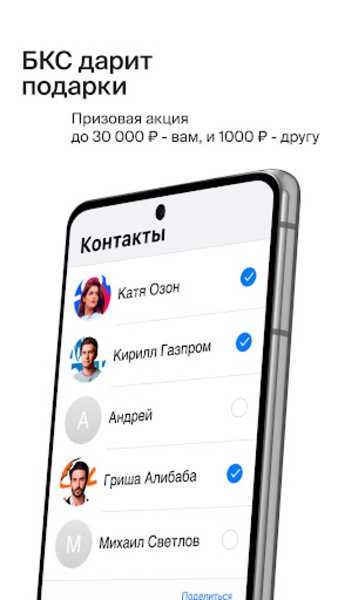 БКС дарит
подарки
Призовая акция
до 30 000 ₽ - вам, и 1000 ₽ - другу
Контакты
Катя Озон
Кирилл Газпром
А Андрей
Гриша Алибаба
М Михаил Светлов
Поделиться